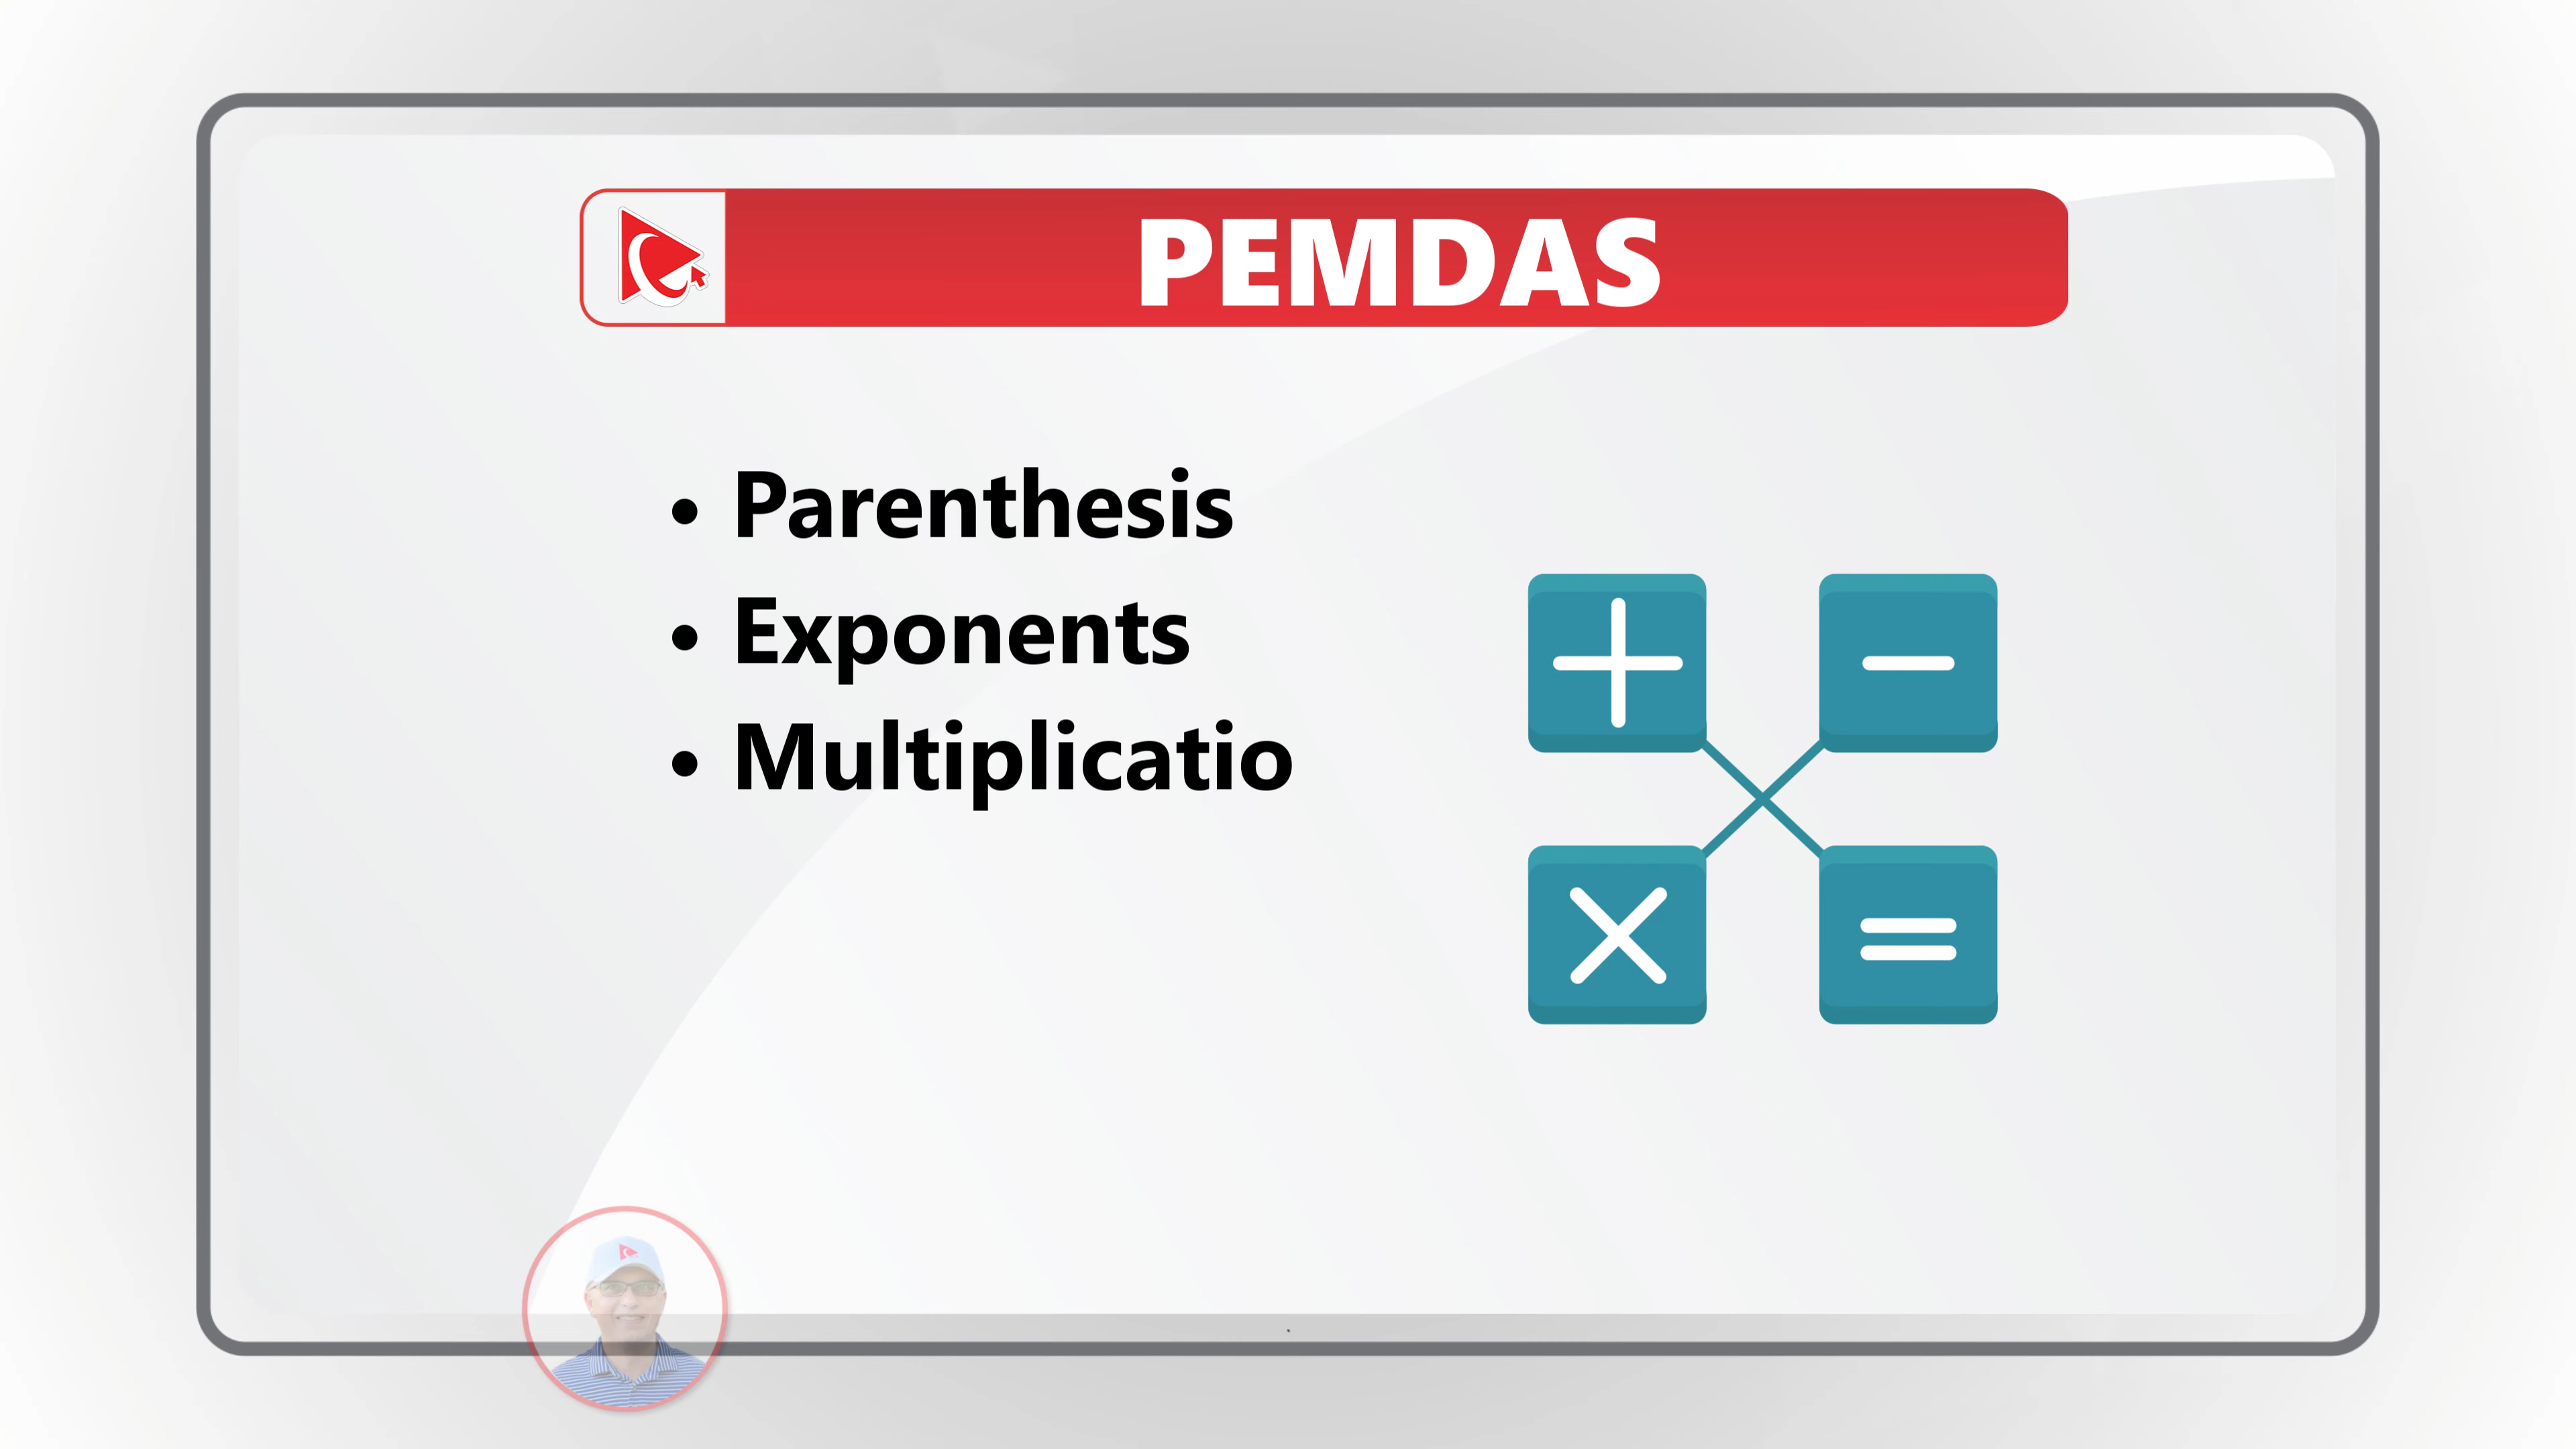 PEMDAS
• Parenthesis
• Exponents
• Multiplicatio
+ −
× =